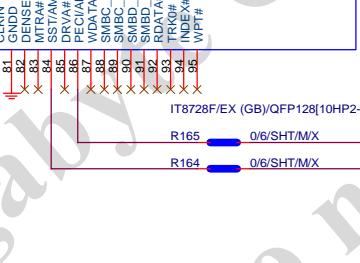 CLKIN
GNDD
DENSE
MTRA#
SST/AM
DRVA#
PECI/AM
WDATA
SMBC_
SMBC_
SMBD_
SMBD_
RDATA
TRK0#
INDEX#
WPT#
81
82
83
84
85
86
87
88
89
90
91
92
93
94
95
IT8728F/EX (GB)/QFP128[10HP2-
R165 0/6/SHT/M/X
R164 0/6/SHT/M/X